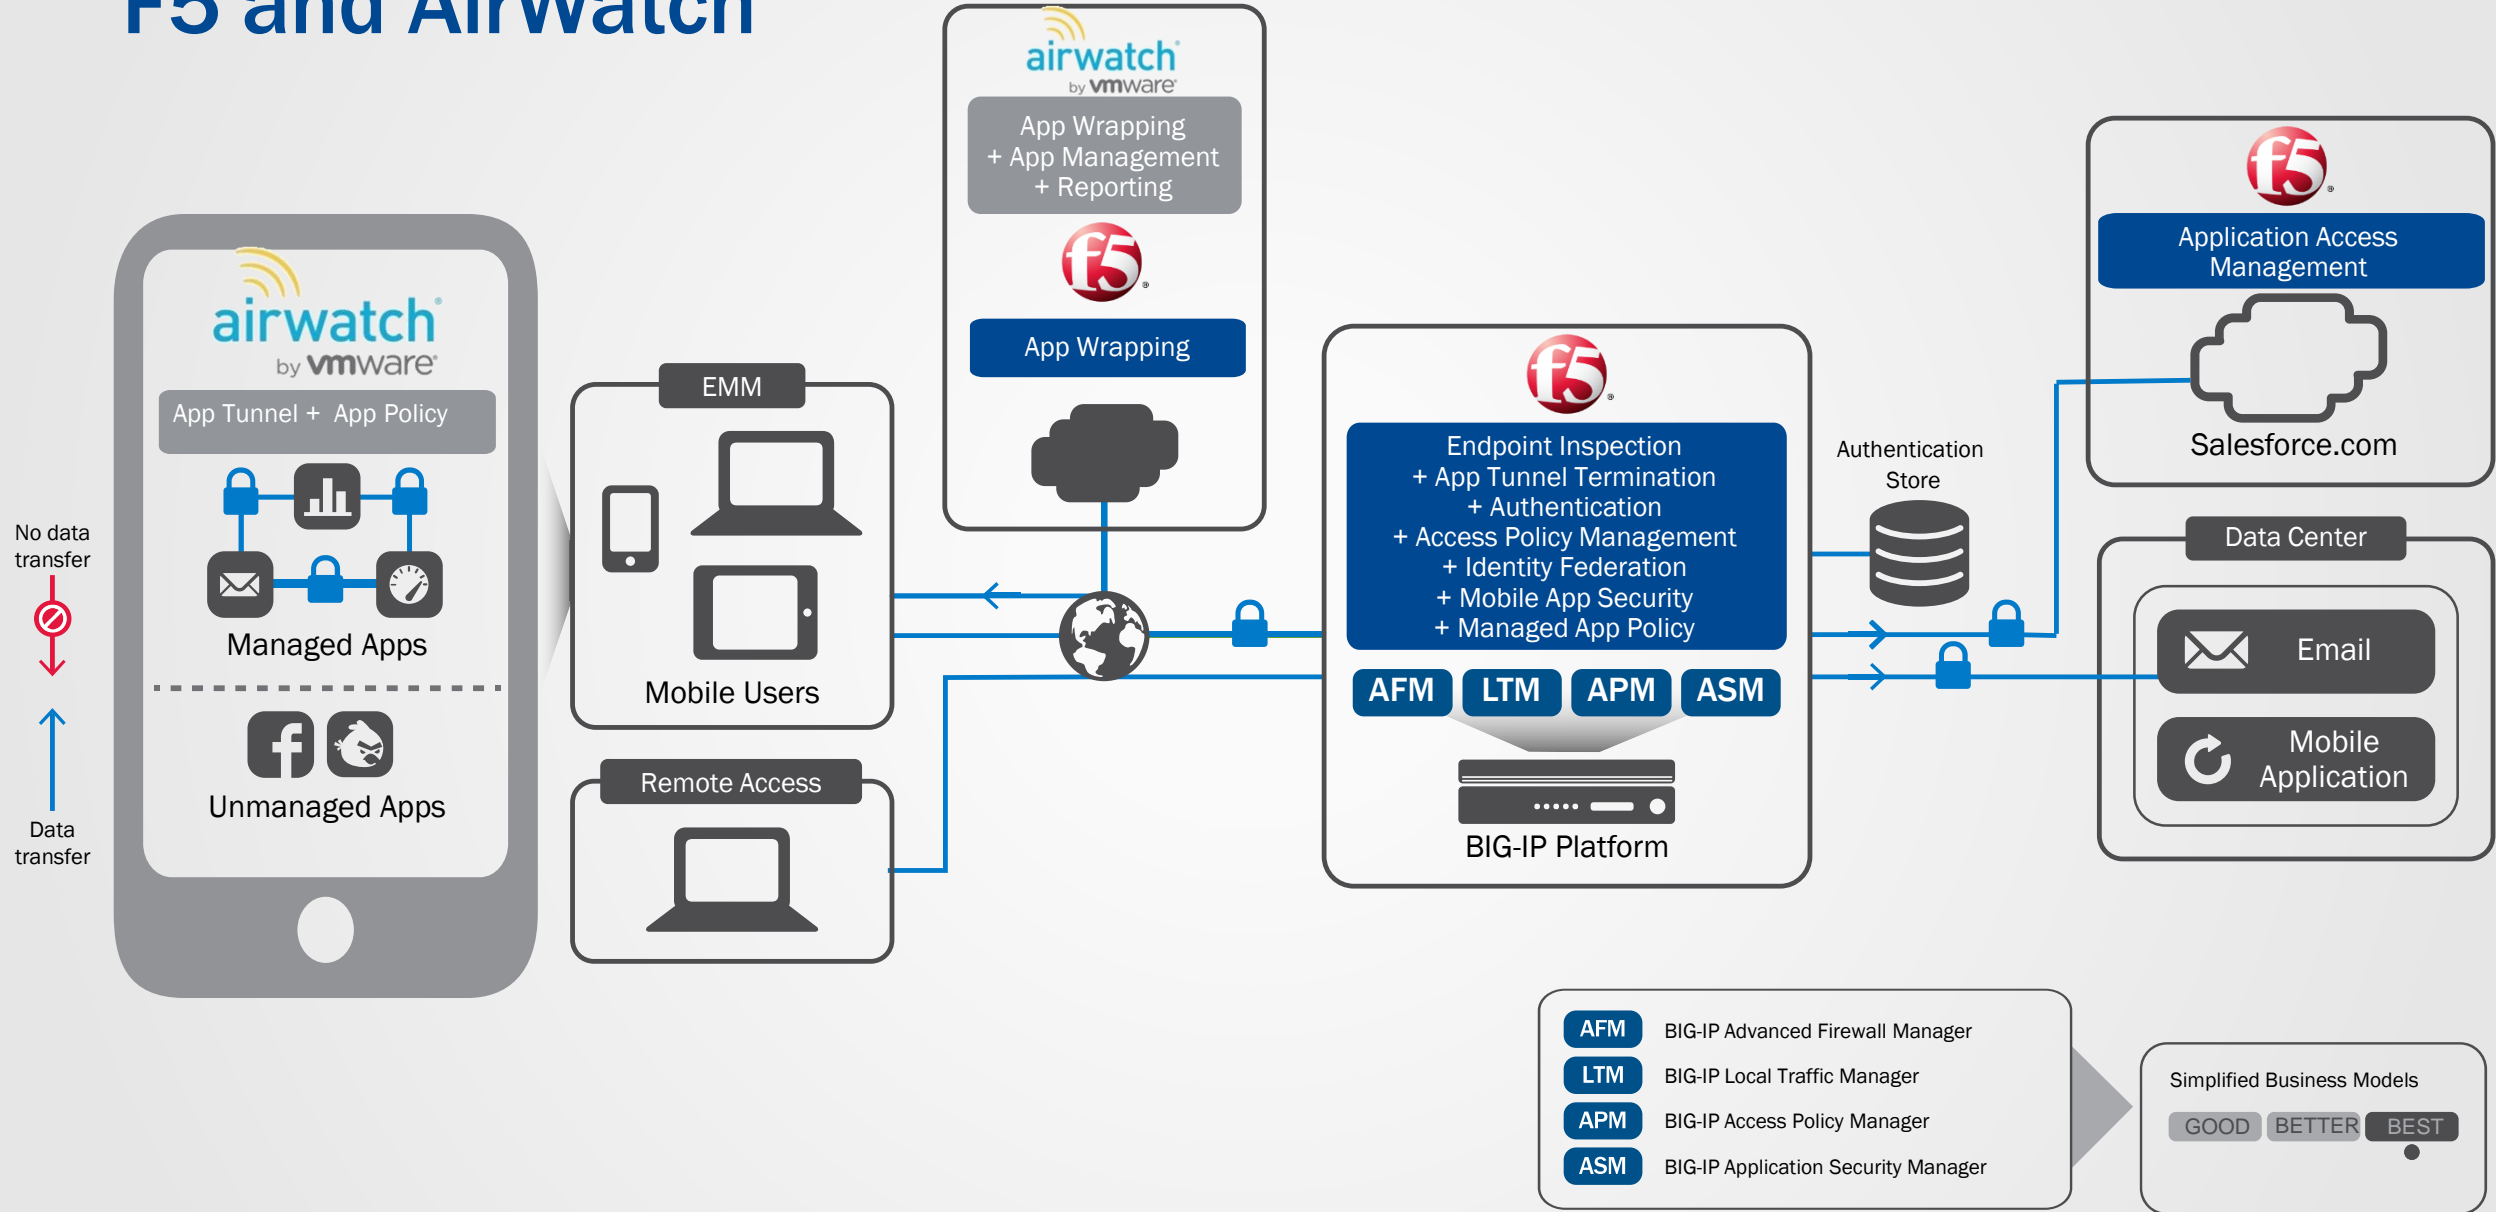 F5 and AirWatch
airwatch
by vmware
App Wrapping
+ App Management
+ Reporting
f5
App Wrapping
airwatch
by vmware
App Tunnel + App Policy
Managed Apps
Unmanaged Apps
No data
transfer
Data
transfer
EMM
Mobile Users
Remote Access
f5
Endpoint Inspection
+ App Tunnel Termination
+ Authentication
+ Access Policy Management
+ Identity Federation
+ Mobile App Security
+ Managed App Policy
AFM LTM APM ASM
BIG-IP Platform
Authentication
Store
f5
Application Access
Management
Salesforce.com
Data Center
Email
Mobile
Application
AFM BIG-IP Advanced Firewall Manager
LTM BIG-IP Local Traffic Manager
APM BIG-IP Access Policy Manager
ASM BIG-IP Application Security Manager
Simplified Business Models
GOOD BETTER BEST